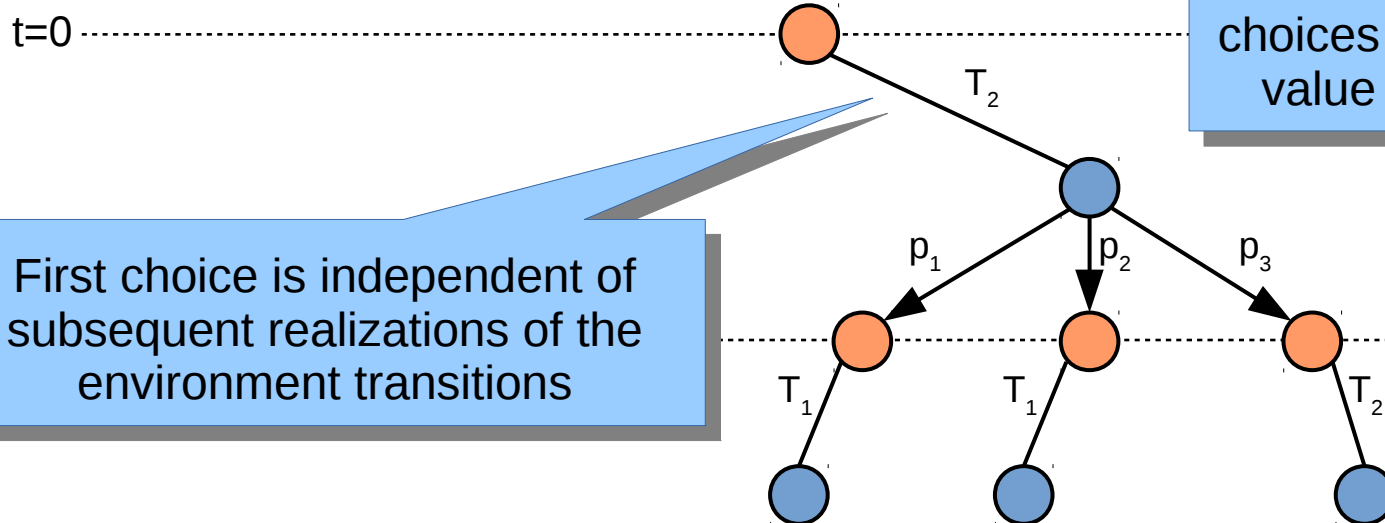 t=0
choices
value
T2
p1
p2
p3
First choice is independent of
subsequent realizations of the
environment transitions
T1
T1
T2